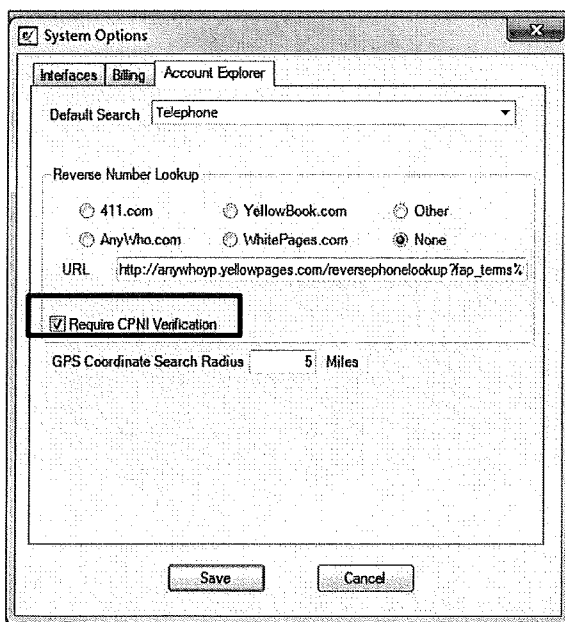 System Options
Interfaces Billing Account Explorer
Default Search Telephone
Reverse Number Lookup
411.com YellowBook.com Other
AnyWho.com WhitePages.com None
URL http://anywhoyp.yellowpages.com/reversephonelookup?fap_terms%
Require CPNI Verification
GPS Coordinate Search Radius 5 Miles
Save Cancel